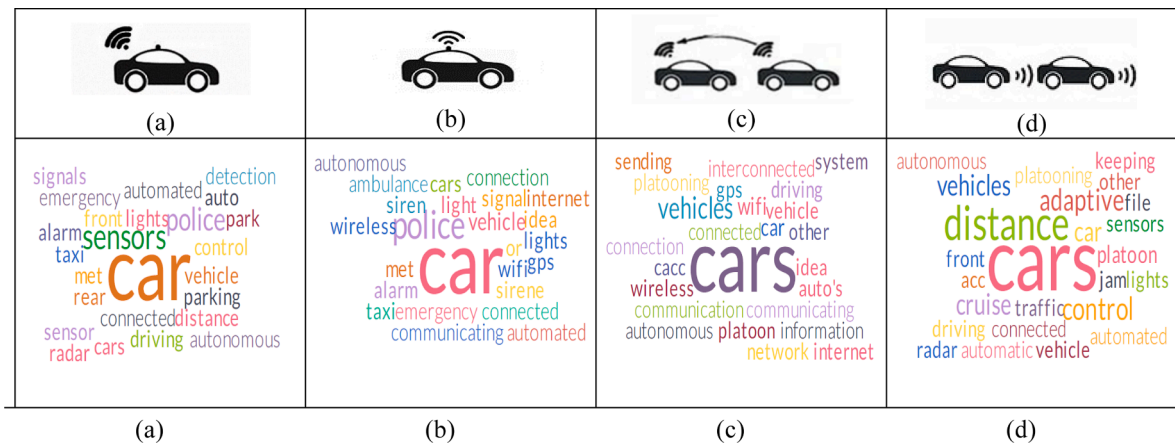 (a)
(b)
(c)
(d)
signals
detection
emergency automated auto
front lights police park
alarm sensors
taxi control
met car vehicle
rear parking
connected distance
sensor driving autonomous
radar cars
autonomous
ambulance cars connection
siren light signal internet
wireless police vehicle idea
or lights
met car wifi gps
alarm sirene
taxi emergency connected
communicating automated
sending interconnected system
platooning gps driving
vehicles wifi vehicle
connected car other
connection cars
cacc idea
wireless auto's
communication communicating
autonomous platoon information
network internet
autonomous keeping
vehicles platooning other
adaptive file
distance car sensors
front cars platoon
acc jam lights
cruise traffic control
driving connected automated
radar automatic vehicle
(a)
(b)
(c)
(d)